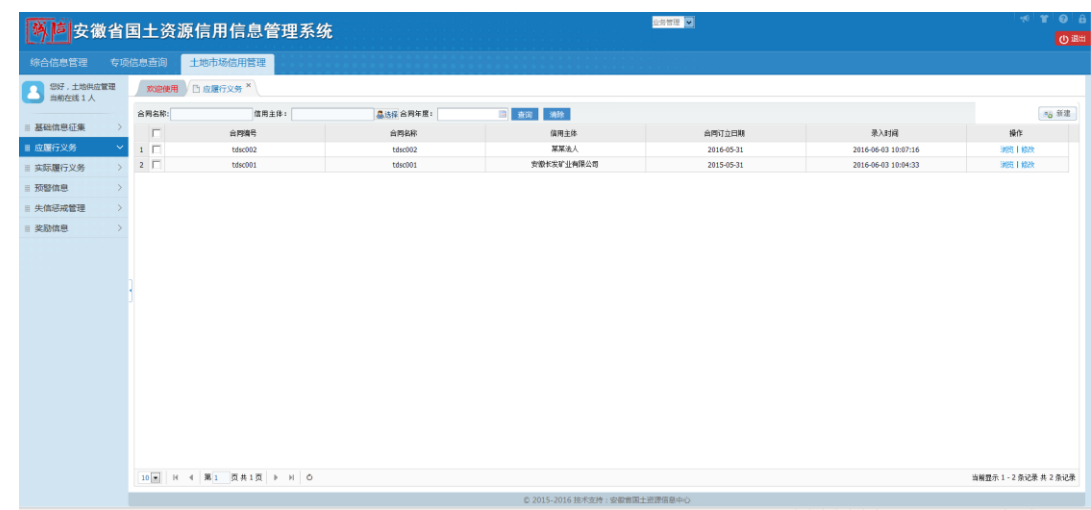 诚信 安徽省国土资源信用信息管理系统 业务管理
退出
综合信息管理 专项信息查询 土地市场信用管理
您好，土地供应管理
当前在线 1 人
欢迎使用 应履行义务 ×
合同名称： 信用主体： 选择 合同年度： 查询 清除 新建
基础信息征集
应履行义务
实际履行义务
预警信息
失信惩戒管理
奖励信息
合同编号 合同名称 信用主体 合同订立日期 录入时间 操作
1 tdsc002 tdsc002 某某法人 2016-05-31 2016-06-03 10:07:16 浏览 | 修改
2 tdsc001 tdsc001 安徽长发矿业有限公司 2015-05-31 2016-06-03 10:04:33 浏览 | 修改
10 第 1 页 共 1 页 当前显示 1 - 2 条记录 共 2 条记录
© 2015-2016 技术支持：安徽省国土资源信息中心